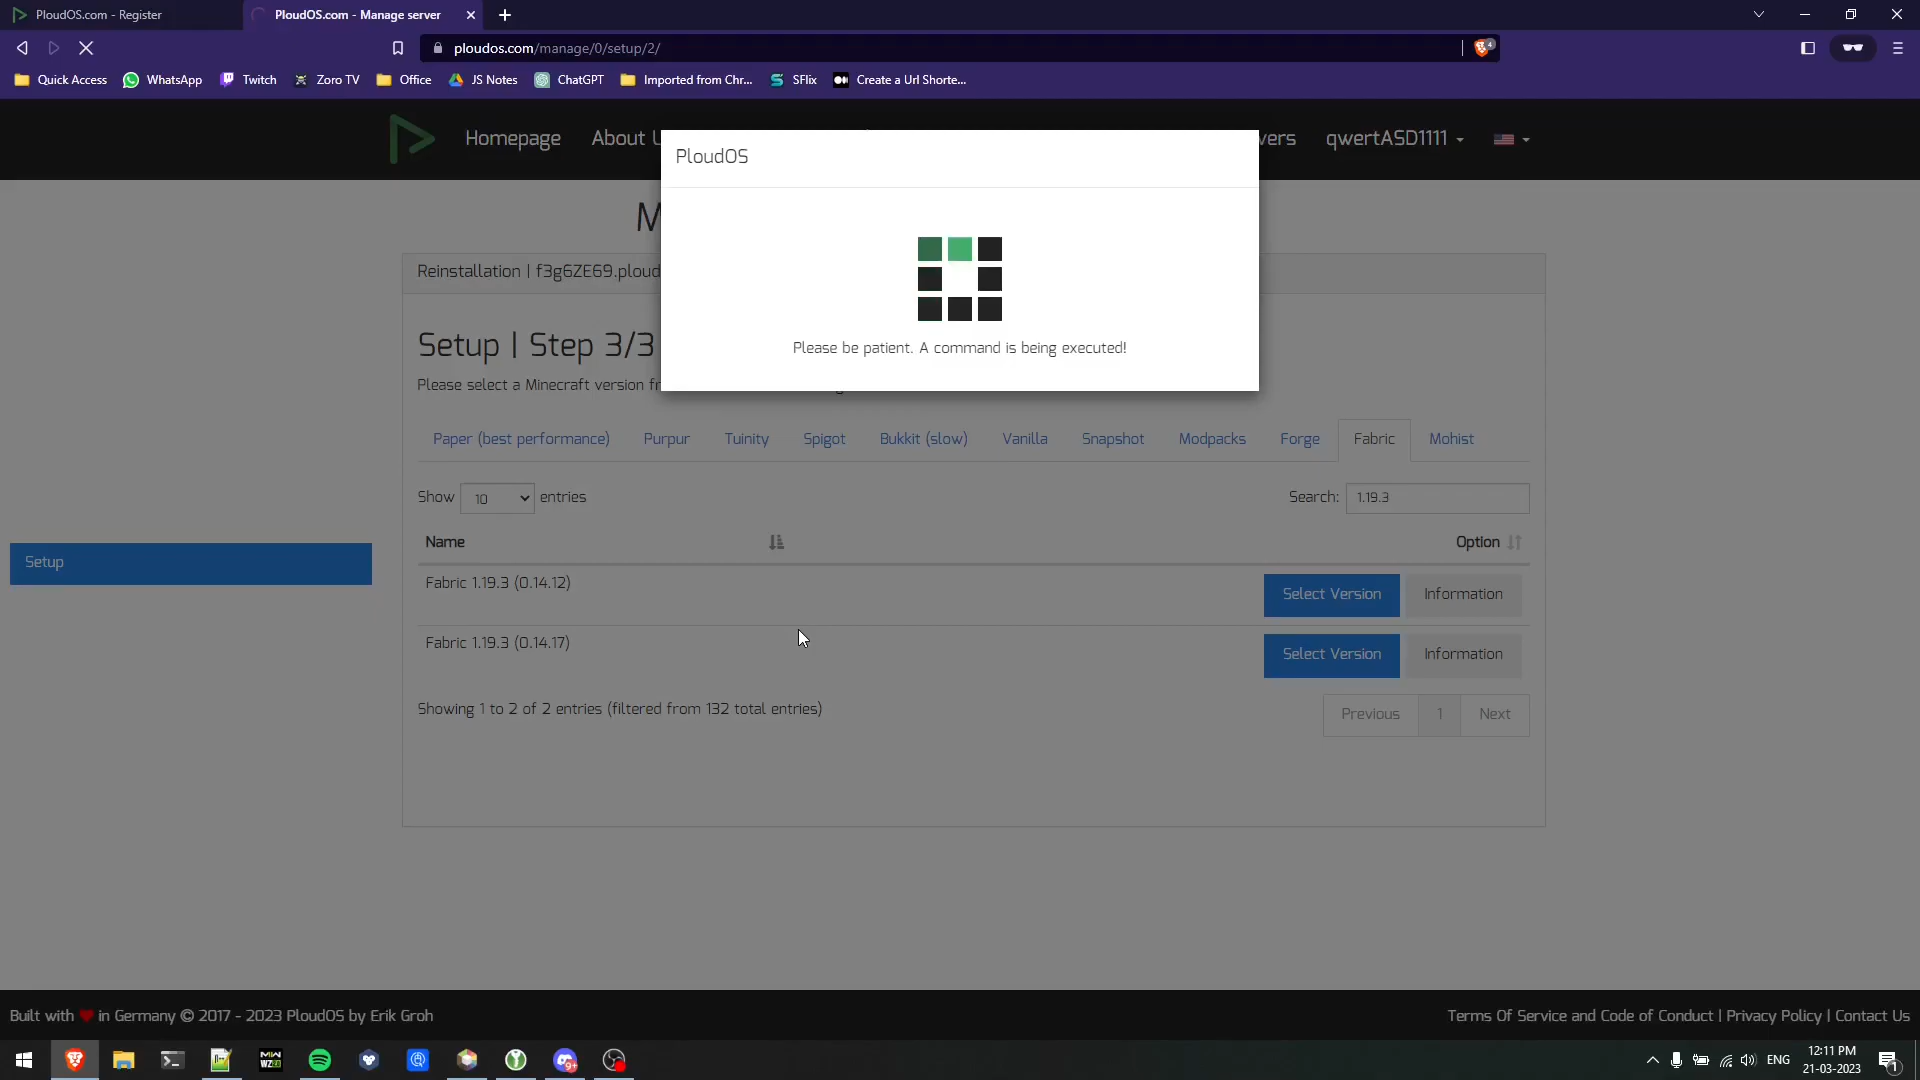 PloudOS.com - Register
PloudOS.com - Manage server
ploudos.com/manage/0/setup/2/
4
Quick Access
WhatsApp
Twitch
Zoro TV
Office
JS Notes
ChatGPT
Imported from Chr...
SFlix
Create a Url Shorte...
Homepage
About U
vers
qwertASD1111
PloudOS
M
Please be patient. A command is being executed!
Reinstallation | f3g6ZE69.ploud
Setup | Step 3/3
Please select a Minecraft version fr
Paper (best performance)
Purpur
Tuinity
Spigot
Bukkit (slow)
Vanilla
Snapshot
Modpacks
Forge
Fabric
Mohist
Show 10 entries
Search: 1.19.3
Name
Option
Setup
Fabric 1.19.3 (0.14.12)
Select Version
Information
Fabric 1.19.3 (0.14.17)
Select Version
Information
Showing 1 to 2 of 2 entries (filtered from 132 total entries)
Previous
1
Next
Built with ❤ in Germany © 2017 - 2023 PloudOS by Erik Groh
Terms Of Service and Code of Conduct | Privacy Policy | Contact Us
MW
WZ2.0
9+
ENG
12:11 PM
21-03-2023
1